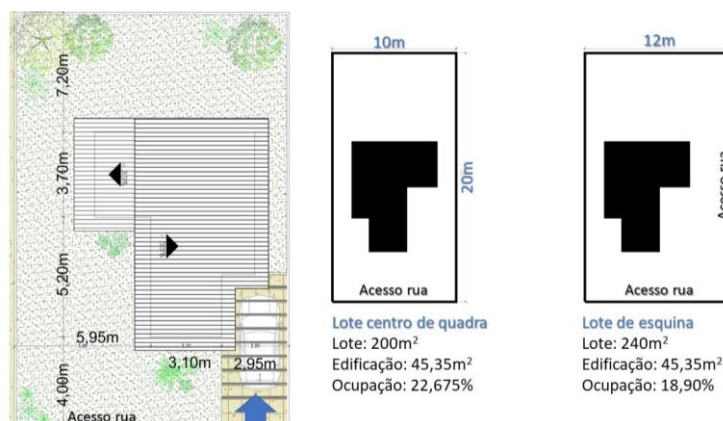 7,20m
3,70m
5,20m
4,00m
5,95m
3,10m
2,95m
Acesso rua
10m
20m
Acesso rua
Lote centro de quadra
Lote: 200m²
Edificação: 45,35m²
Ocupação: 22,675%
12m
Acesso rua
Acesso rua
Lote de esquina
Lote: 240m²
Edificação: 45,35m²
Ocupação: 18,90%